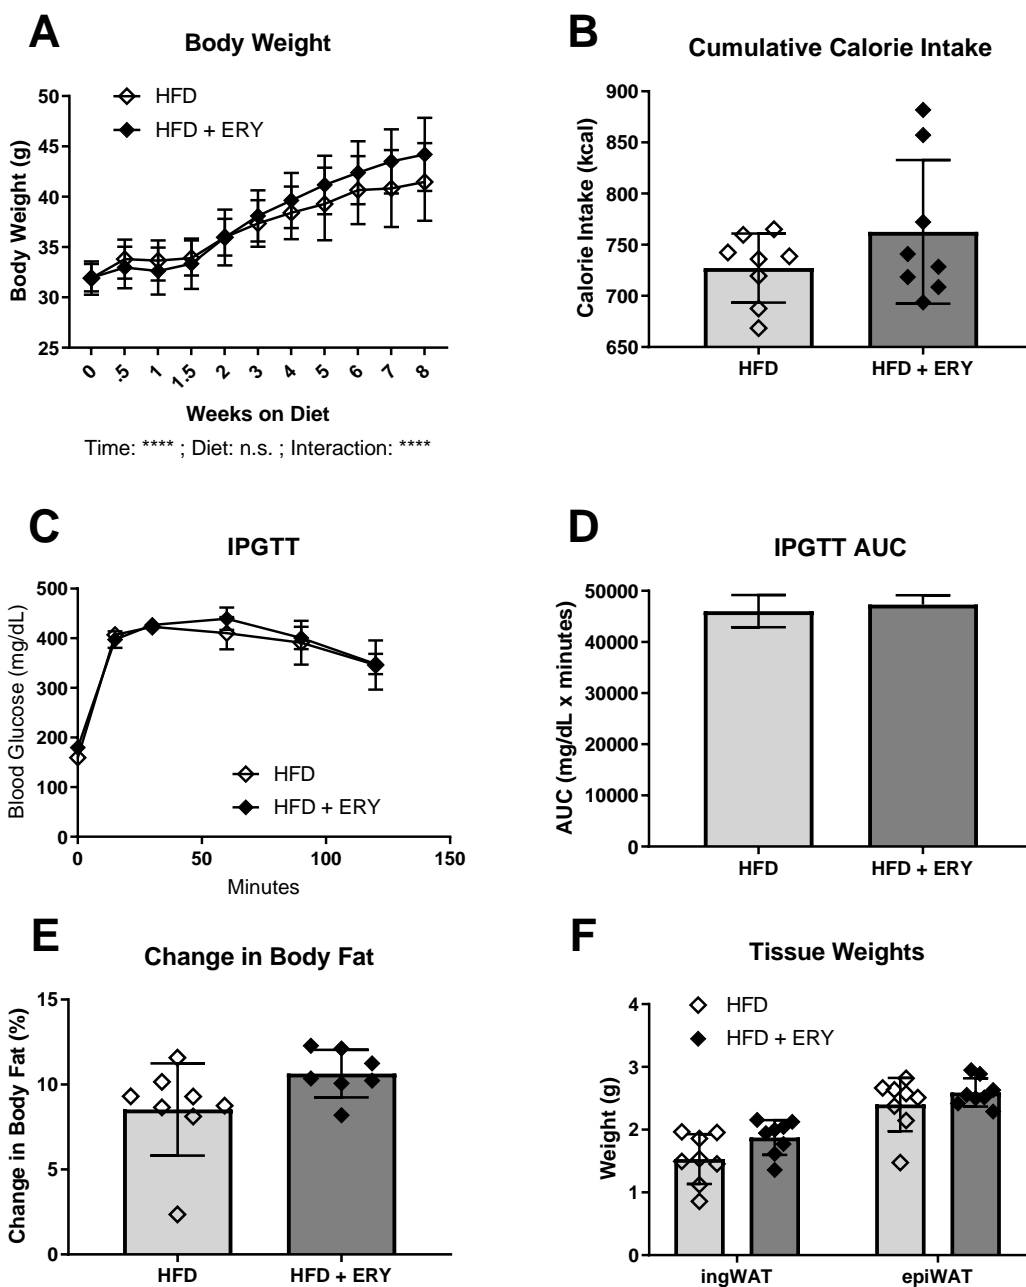 A
Body Weight
HFD
HFD + ERY
Body Weight (g)
50
45
40
35
30
25
0 .5 1 1.5 2 3 4 5 6 7 8
Weeks on Diet
Time: **** ; Diet: n.s. ; Interaction: ****
B
Cumulative Calorie Intake
Calorie Intake (kcal)
900
850
800
750
700
650
HFD HFD + ERY
C
IPGTT
Blood Glucose (mg/dL)
500
400
300
200
100
0
HFD
HFD + ERY
0 50 100 150
Minutes
D
IPGTT AUC
AUC (mg/dL x minutes)
50000
40000
30000
20000
10000
0
HFD HFD + ERY
E
Change in Body Fat
Change in Body Fat (%)
15
10
5
0
HFD HFD + ERY
F
Tissue Weights
HFD
HFD + ERY
Weight (g)
4
3
2
1
0
ingWAT epiWAT